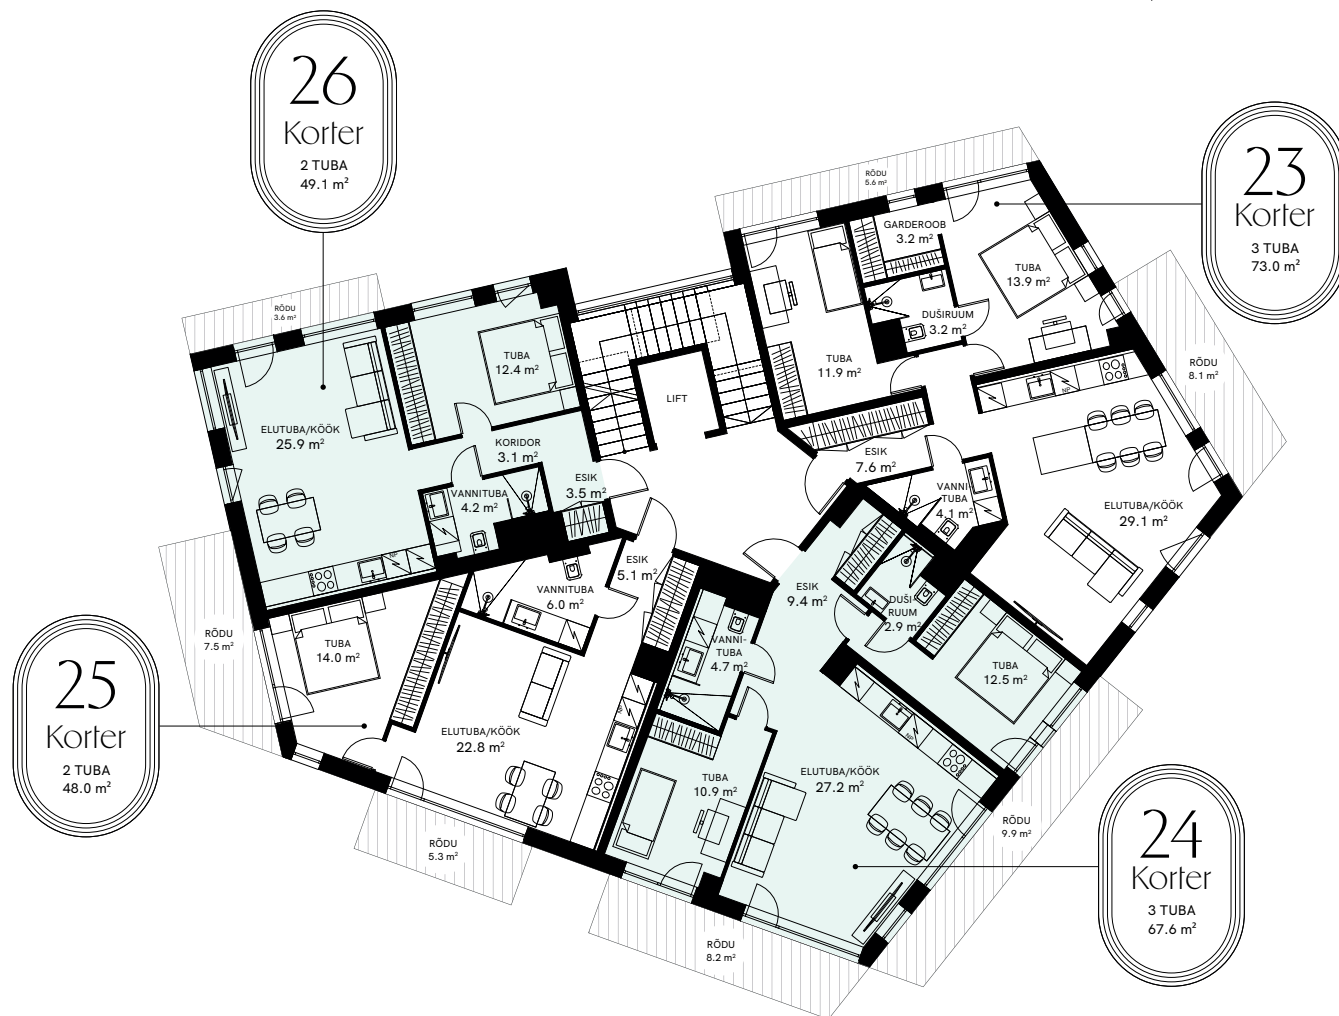 26
Korter
2 TUBA
49.1 m²
23
Korter
3 TUBA
73.0 m²
RÕDU
5.6 m²
GARDEROOB
3.2 m²
TUBA
13.9 m²
DUŠIRUUM
3.2 m²
TUBA
11.9 m²
RÕDU
8.1 m²
RÕDU
3.6 m²
TUBA
12.4 m²
LIFT
ELUTUBA/KÖÖK
25.9 m²
KORIDOR
3.1 m²
ESIK
3.5 m²
VANNITUBA
4.2 m²
NP
ESIK
7.6 m²
VANNI-
TUBA
4.1 m²
NP
ELUTUBA/KÖÖK
29.1 m²
ESIK
5.1 m²
VANNITUBA
6.0 m²
ESIK
9.4 m²
DUŠI
RUUM
2.9 m²
RÕDU
7.5 m²
TUBA
14.0 m²
VANNI-
TUBA
4.7 m²
TUBA
12.5 m²
25
Korter
2 TUBA
48.0 m²
ELUTUBA/KÖÖK
22.8 m²
NP
TUBA
10.9 m²
ELUTUBA/KÖÖK
27.2 m²
NP
RÕDU
9.9 m²
RÕDU
5.3 m²
RÕDU
8.2 m²
24
Korter
3 TUBA
67.6 m²